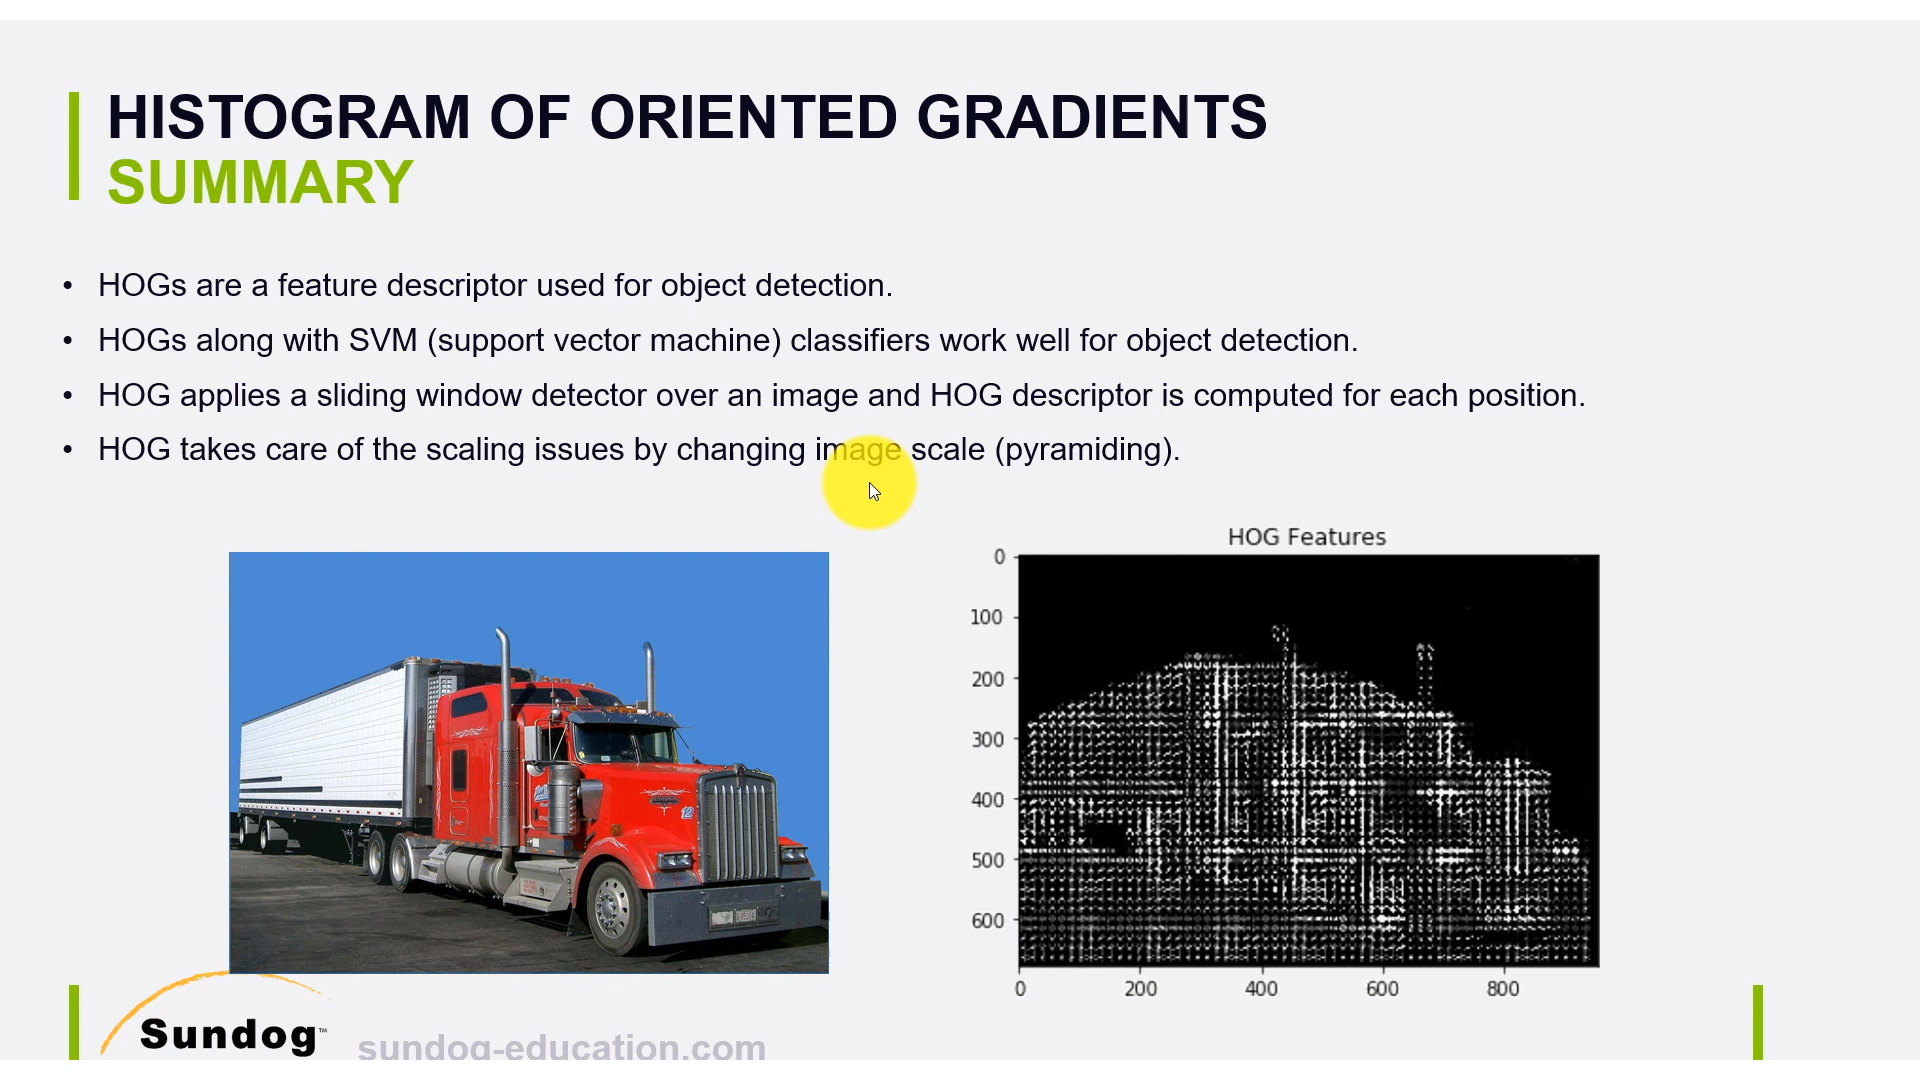 HISTOGRAM OF ORIENTED GRADIENTS
SUMMARY
• HOGs are a feature descriptor used for object detection.
• HOGs along with SVM (support vector machine) classifiers work well for object detection.
• HOG applies a sliding window detector over an image and HOG descriptor is computed for each position.
• HOG takes care of the scaling issues by changing image scale (pyramiding).
12
HOG Features
0
100
200
300
400
500
600
0 200 400 600 800
Sundog™
sundog-education.com